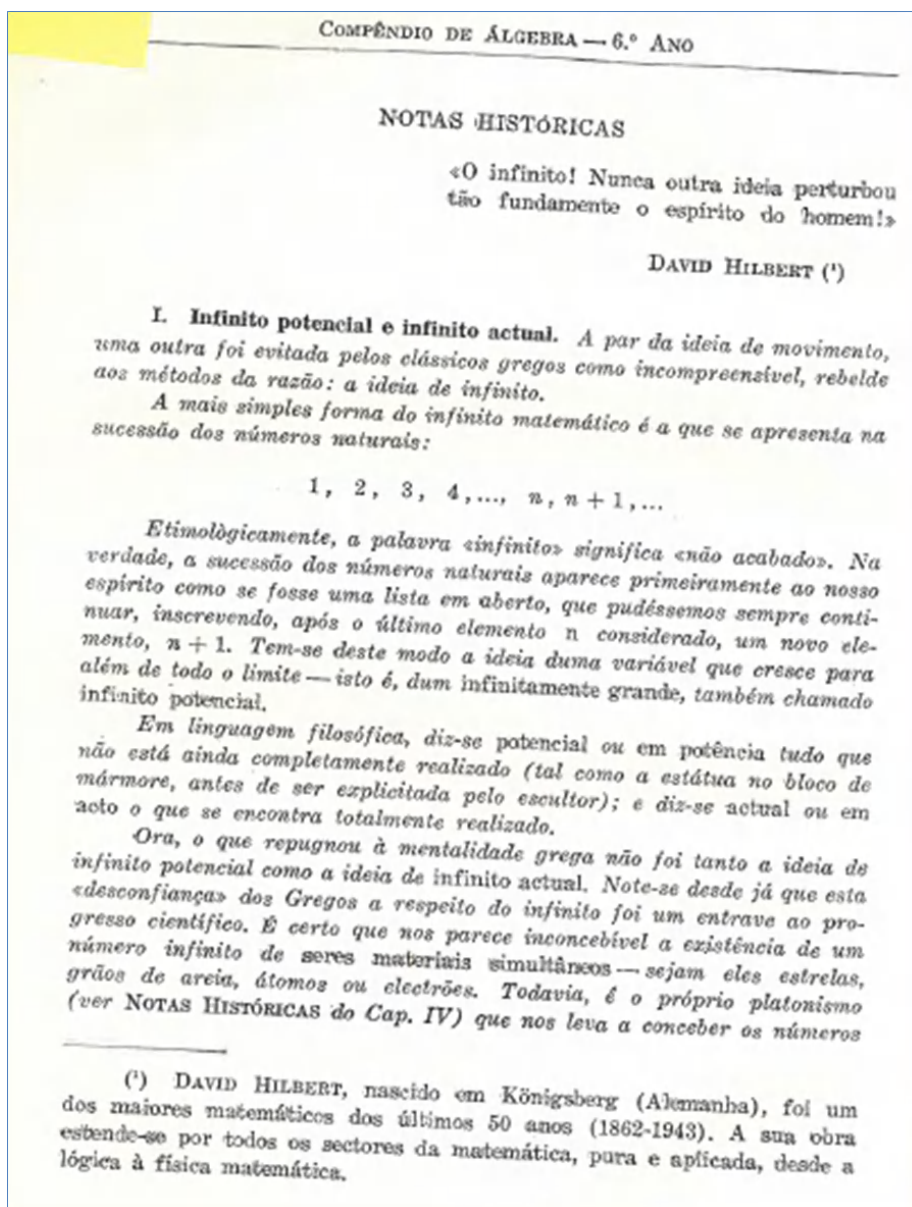 COMPÊNDIO DE ÁLGEBRA — 6.º ANO
NOTAS HISTÓRICAS
«O infinito! Nunca outra ideia perturbou
tão fundamente o espírito do homem!»
DAVID HILBERT (¹)
I. Infinito potencial e infinito actual. A par da ideia de movimento,
uma outra foi evitada pelos clássicos gregos como incompreensível, rebelde
aos métodos da razão: a ideia de infinito.
A mais simples forma do infinito matemático é a que se apresenta na
sucessão dos números naturais:
1, 2, 3, 4,..., n, n + 1,...
Etimològicamente, a palavra «infinito» significa «não acabado». Na
verdade, a sucessão dos números naturais aparece primeiramente ao nosso
espírito como se fosse uma lista em aberto, que pudéssemos sempre conti-
nuar, inscrevendo, após o último elemento n considerado, um novo ele-
mento, n + 1. Tem-se deste modo a ideia duma variável que cresce para
além de todo o limite — isto é, dum infinitamente grande, também chamado
infinito potencial.
Em linguagem filosófica, diz-se potencial ou em potência tudo que
não está ainda completamente realizado (tal como a estátua no bloco de
mármore, antes de ser explicitada pelo escultor); e diz-se actual ou em
acto o que se encontra totalmente realizado.
Ora, o que repugnou à mentalidade grega não foi tanto a ideia de
infinito potencial como a ideia de infinito actual. Note-se desde já que esta
«desconfiança» dos Gregos a respeito do infinito foi um entrave ao pro-
gresso científico. É certo que nos parece inconcebível a existência de um
número infinito de seres materiais simultâneos — sejam eles estrelas,
grãos de areia, átomos ou electrões. Todavia, é o próprio platonismo
(ver NOTAS HISTÓRICAS do Cap. IV) que nos leva a conceber os números
(¹) DAVID HILBERT, nascido em Königsberg (Alemanha), foi um
dos maiores matemáticos dos últimos 50 anos (1862-1943). A sua obra
estende-se por todos os sectores da matemática, pura e aplicada, desde a
lógica à física matemática.